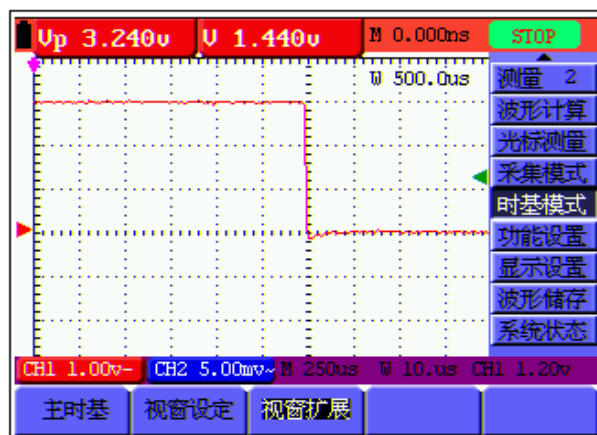 Vp 3.240v V 1.440v M 0.000ns STOP
W 500.0us
测量 2
波形计算
光标测量
采集模式
时基模式
功能设置
显示设置
波形储存
系统状态
CH1 1.00v- CH2 5.00mv~ M 250us W 10.us CH1 1.20v
主时基 视窗设定 视窗扩展